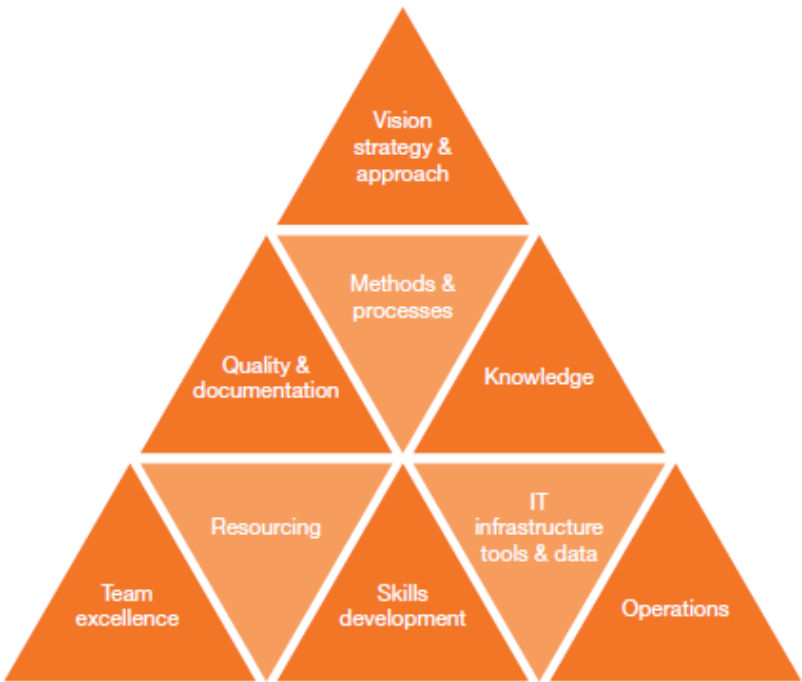 Vision
strategy &
approach
Methods &
processes
Quality &
documentation
Knowledge
Resourcing
IT
infrastructure
tools & data
Team
excellence
Skills
development
Operations